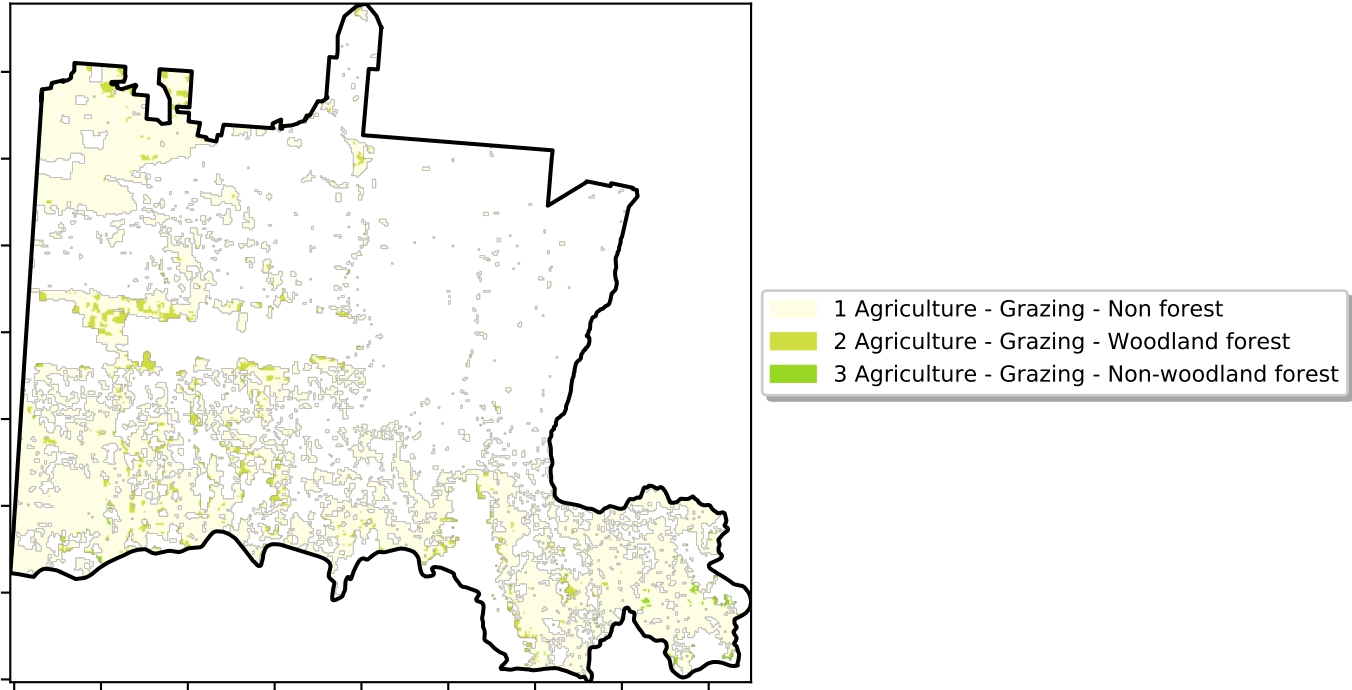 1 Agriculture - Grazing - Non forest
2 Agriculture - Grazing - Woodland forest
3 Agriculture - Grazing - Non-woodland forest